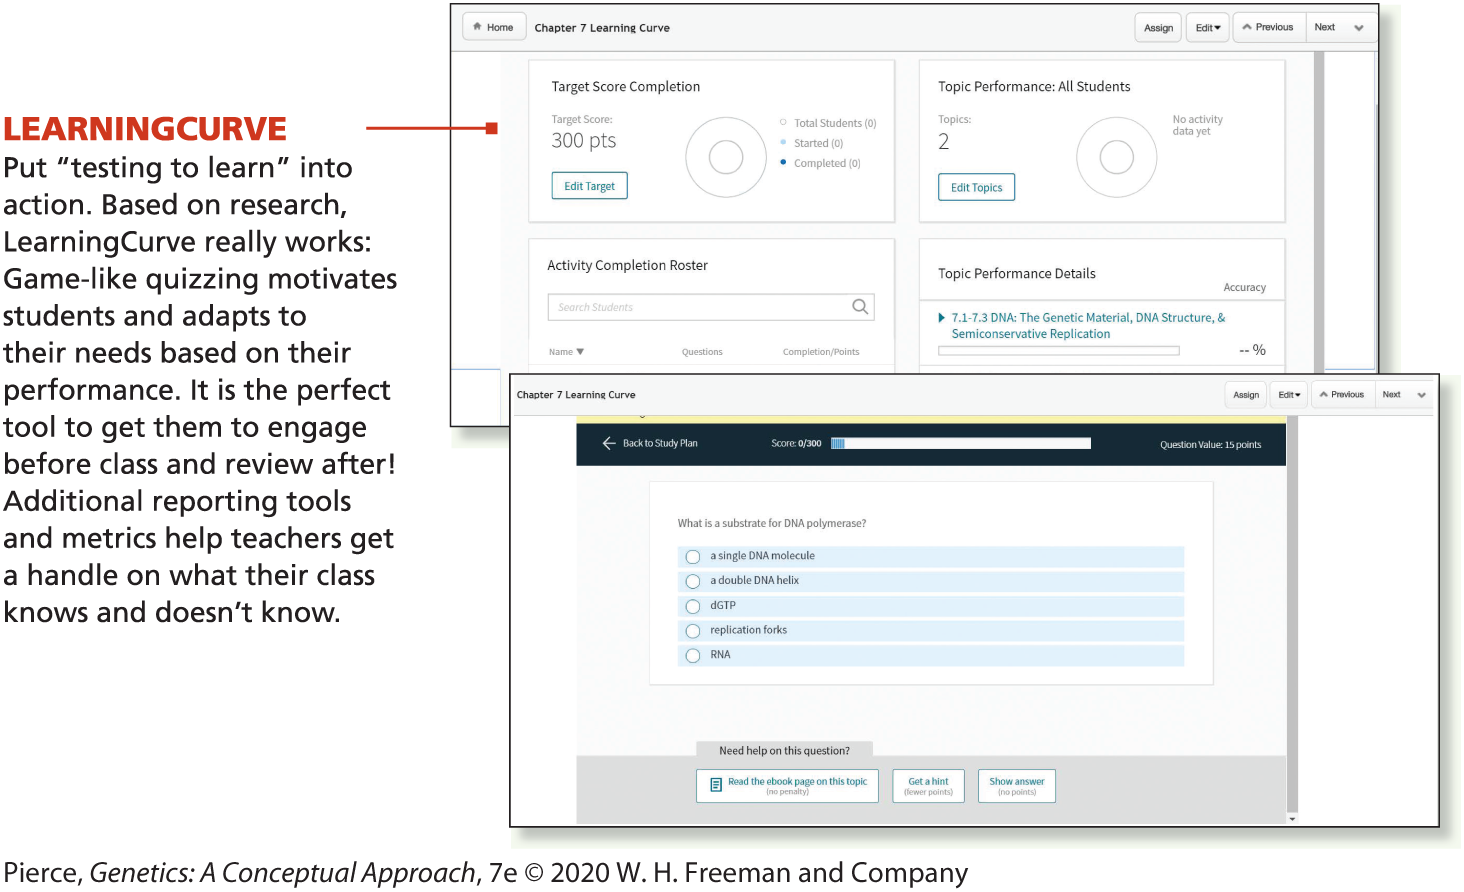 LEARNINGCURVE
Put “testing to learn” into
action. Based on research,
LearningCurve really works:
Game-like quizzing motivates
students and adapts to
their needs based on their
performance. It is the perfect
tool to get them to engage
before class and review after!
Additional reporting tools
and metrics help teachers get
a handle on what their class
knows and doesn’t know.
Home
Chapter 7 Learning Curve
Assign
Edit
Previous
Next
Target Score Completion
Target Score:
300 pts
Edit Target
Total Students (0)
Started (0)
Completed (0)
Topic Performance: All Students
Topics:
2
Edit Topics
No activity
data yet
Activity Completion Roster
Search Students
Name ▼ Questions Completion/Points
Topic Performance Details
Accuracy
7.1-7.3 DNA: The Genetic Material, DNA Structure, &
Semiconservative Replication
-- %
Chapter 7 Learning Curve
Assign
Edit
Previous
Next
Back to Study Plan
Score: 0/300
Question Value: 15 points
What is a substrate for DNA polymerase?
a single DNA molecule
a double DNA helix
dGTP
replication forks
RNA
Need help on this question?
Read the ebook page on this topic
(no penalty)
Get a hint
(fewer points)
Show answer
(no points)
Pierce, Genetics: A Conceptual Approach, 7e © 2020 W. H. Freeman and Company